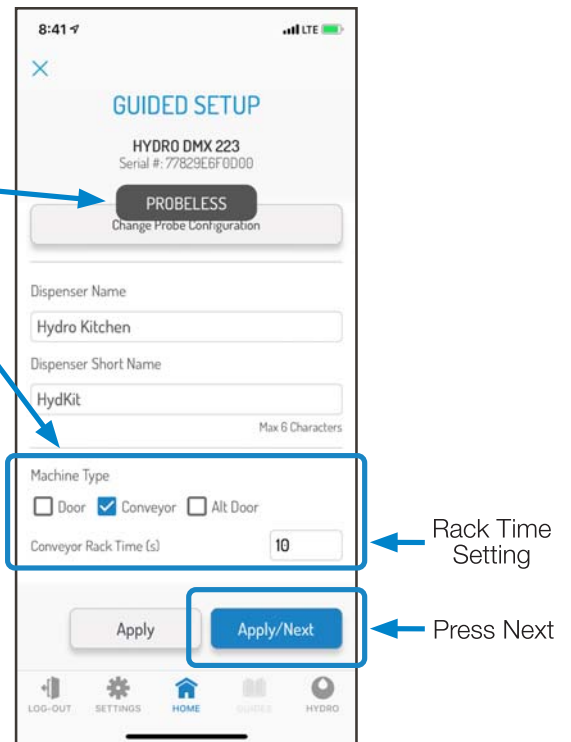 8:41
LTE
GUIDED SETUP
HYDRO DMX 223
Serial #: 77829E6F0D00
PROBELESS
Change Probe Configuration
Dispenser Name
Hydro Kitchen
Dispenser Short Name
HydKit
Max 6 Characters
Machine Type
Door Conveyor Alt Door
Conveyor Rack Time (s) 10
Rack Time
Setting
Apply Apply/Next
Press Next
LOG-OUT SETTINGS HOME GUIDES HYDRO